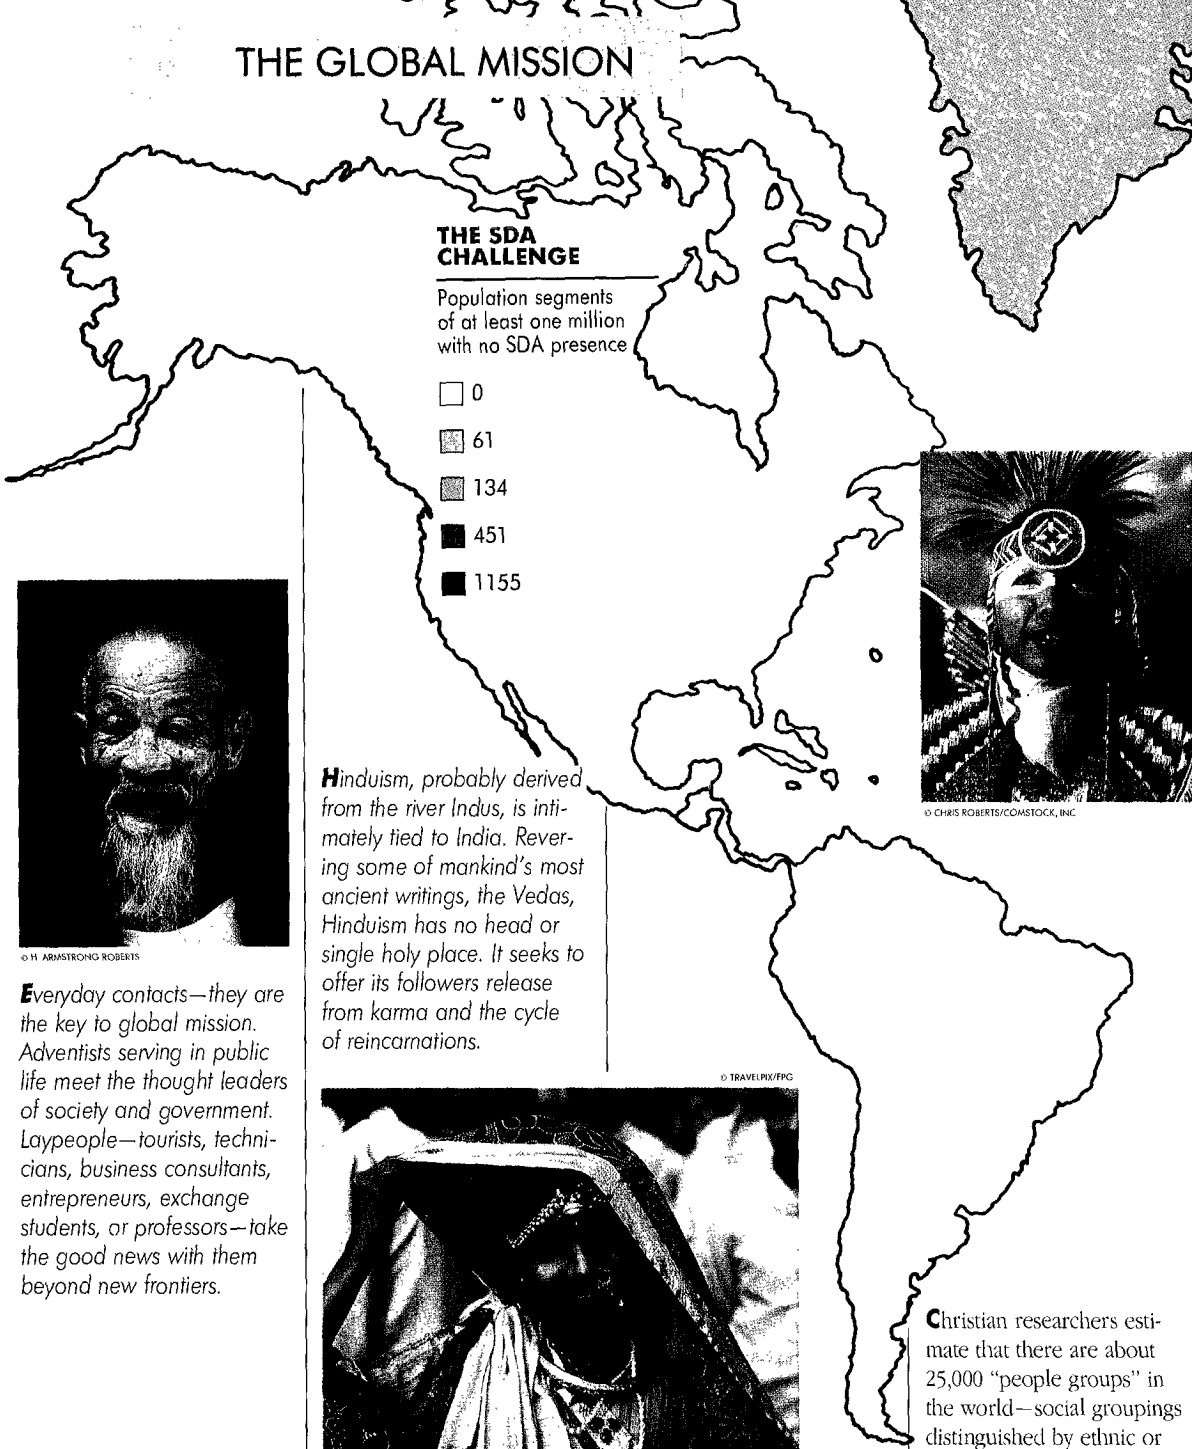 THE GLOBAL MISSION
THE SDA
CHALLENGE
Population segments
of at least one million
with no SDA presence
0
61
134
451
1155
© CHRIS ROBERTS/COMSTOCK, INC
© H ARMSTRONG ROBERTS
Everyday contacts—they are
the key to global mission.
Adventists serving in public
life meet the thought leaders
of society and government.
Laypeople—tourists, techni-
cians, business consultants,
entrepreneurs, exchange
students, or professors—take
the good news with them
beyond new frontiers.
Hinduism, probably derived
from the river Indus, is inti-
mately tied to India. Rever-
ing some of mankind's most
ancient writings, the Vedas,
Hinduism has no head or
single holy place. It seeks to
offer its followers release
from karma and the cycle
of reincarnations.
© TRAVELPIX/FPG
Christian researchers esti-
mate that there are about
25,000 “people groups” in
the world—social groupings
distinguished by ethnic or